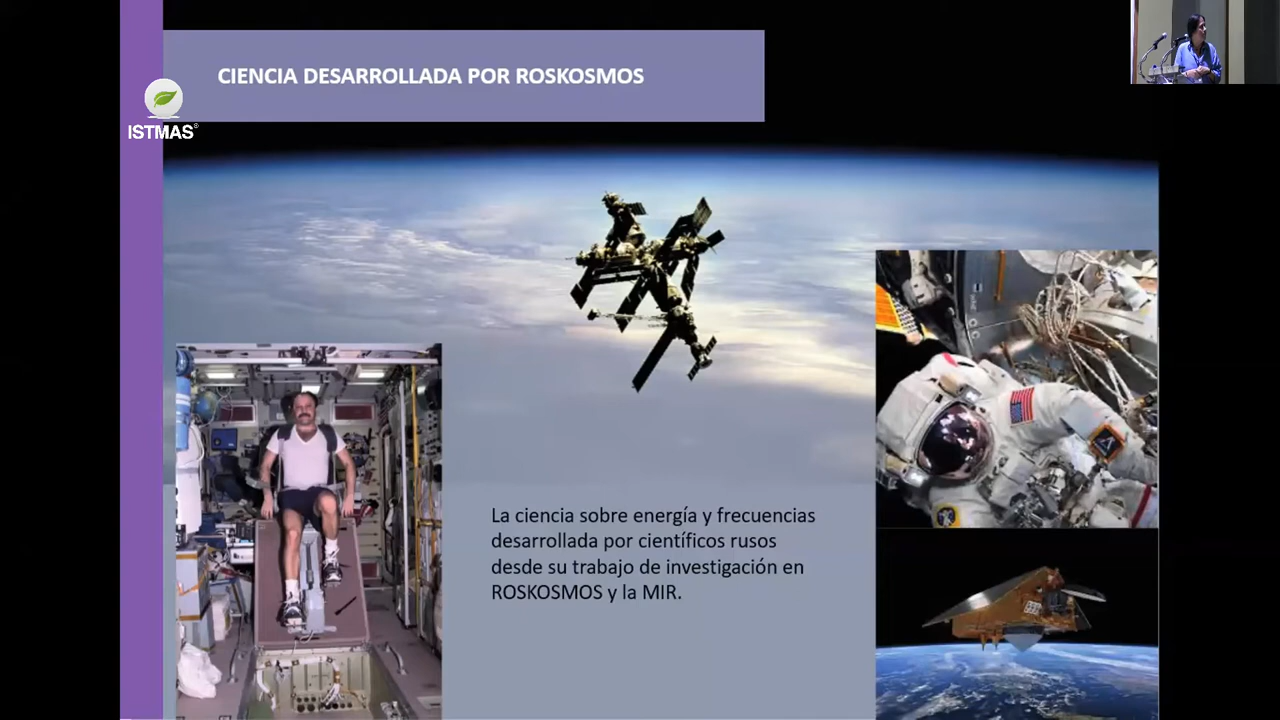 CIENCIA DESARROLLADA POR ROSKOSMOS
ISTMAS®
La ciencia sobre energía y frecuencias
desarrollada por científicos rusos
desde su trabajo de investigación en
ROSKOSMOS y la MIR.